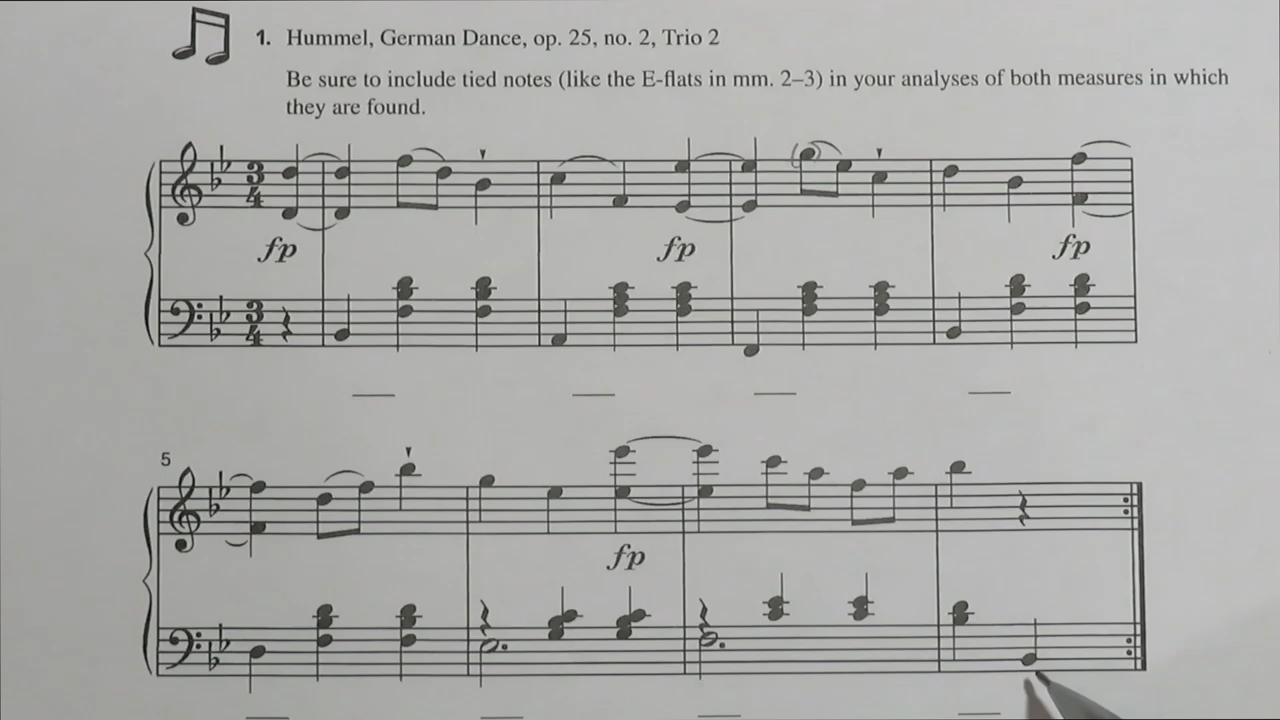 1. Hummel, German Dance, op. 25, no. 2, Trio 2
Be sure to include tied notes (like the E-flats in mm. 2–3) in your analyses of both measures in which
they are found.
3
4
fp fp fp
3
4
5
fp